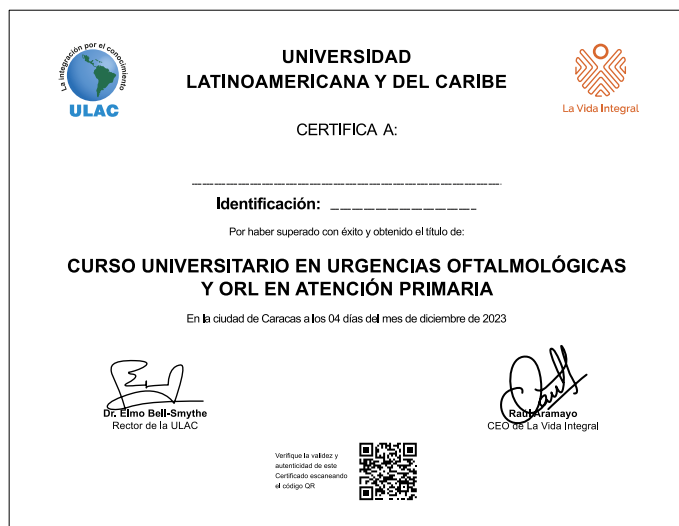 La integración por el conocimiento
ULAC
UNIVERSIDAD
LATINOAMERICANA Y DEL CARIBE
La Vida Integral
CERTIFICA A:
Identificación:
Por haber superado con éxito y obtenido el título de:
CURSO UNIVERSITARIO EN URGENCIAS OFTALMOLÓGICAS
Y ORL EN ATENCIÓN PRIMARIA
En la ciudad de Caracas a los 04 días del mes de diciembre de 2023
Dr. Elmo Bell-Smythe
Rector de la ULAC
Raúl Aramayo
CEO de La Vida Integral
Verifique la validez y
autenticidad de este
Certificado escaneando
el código QR